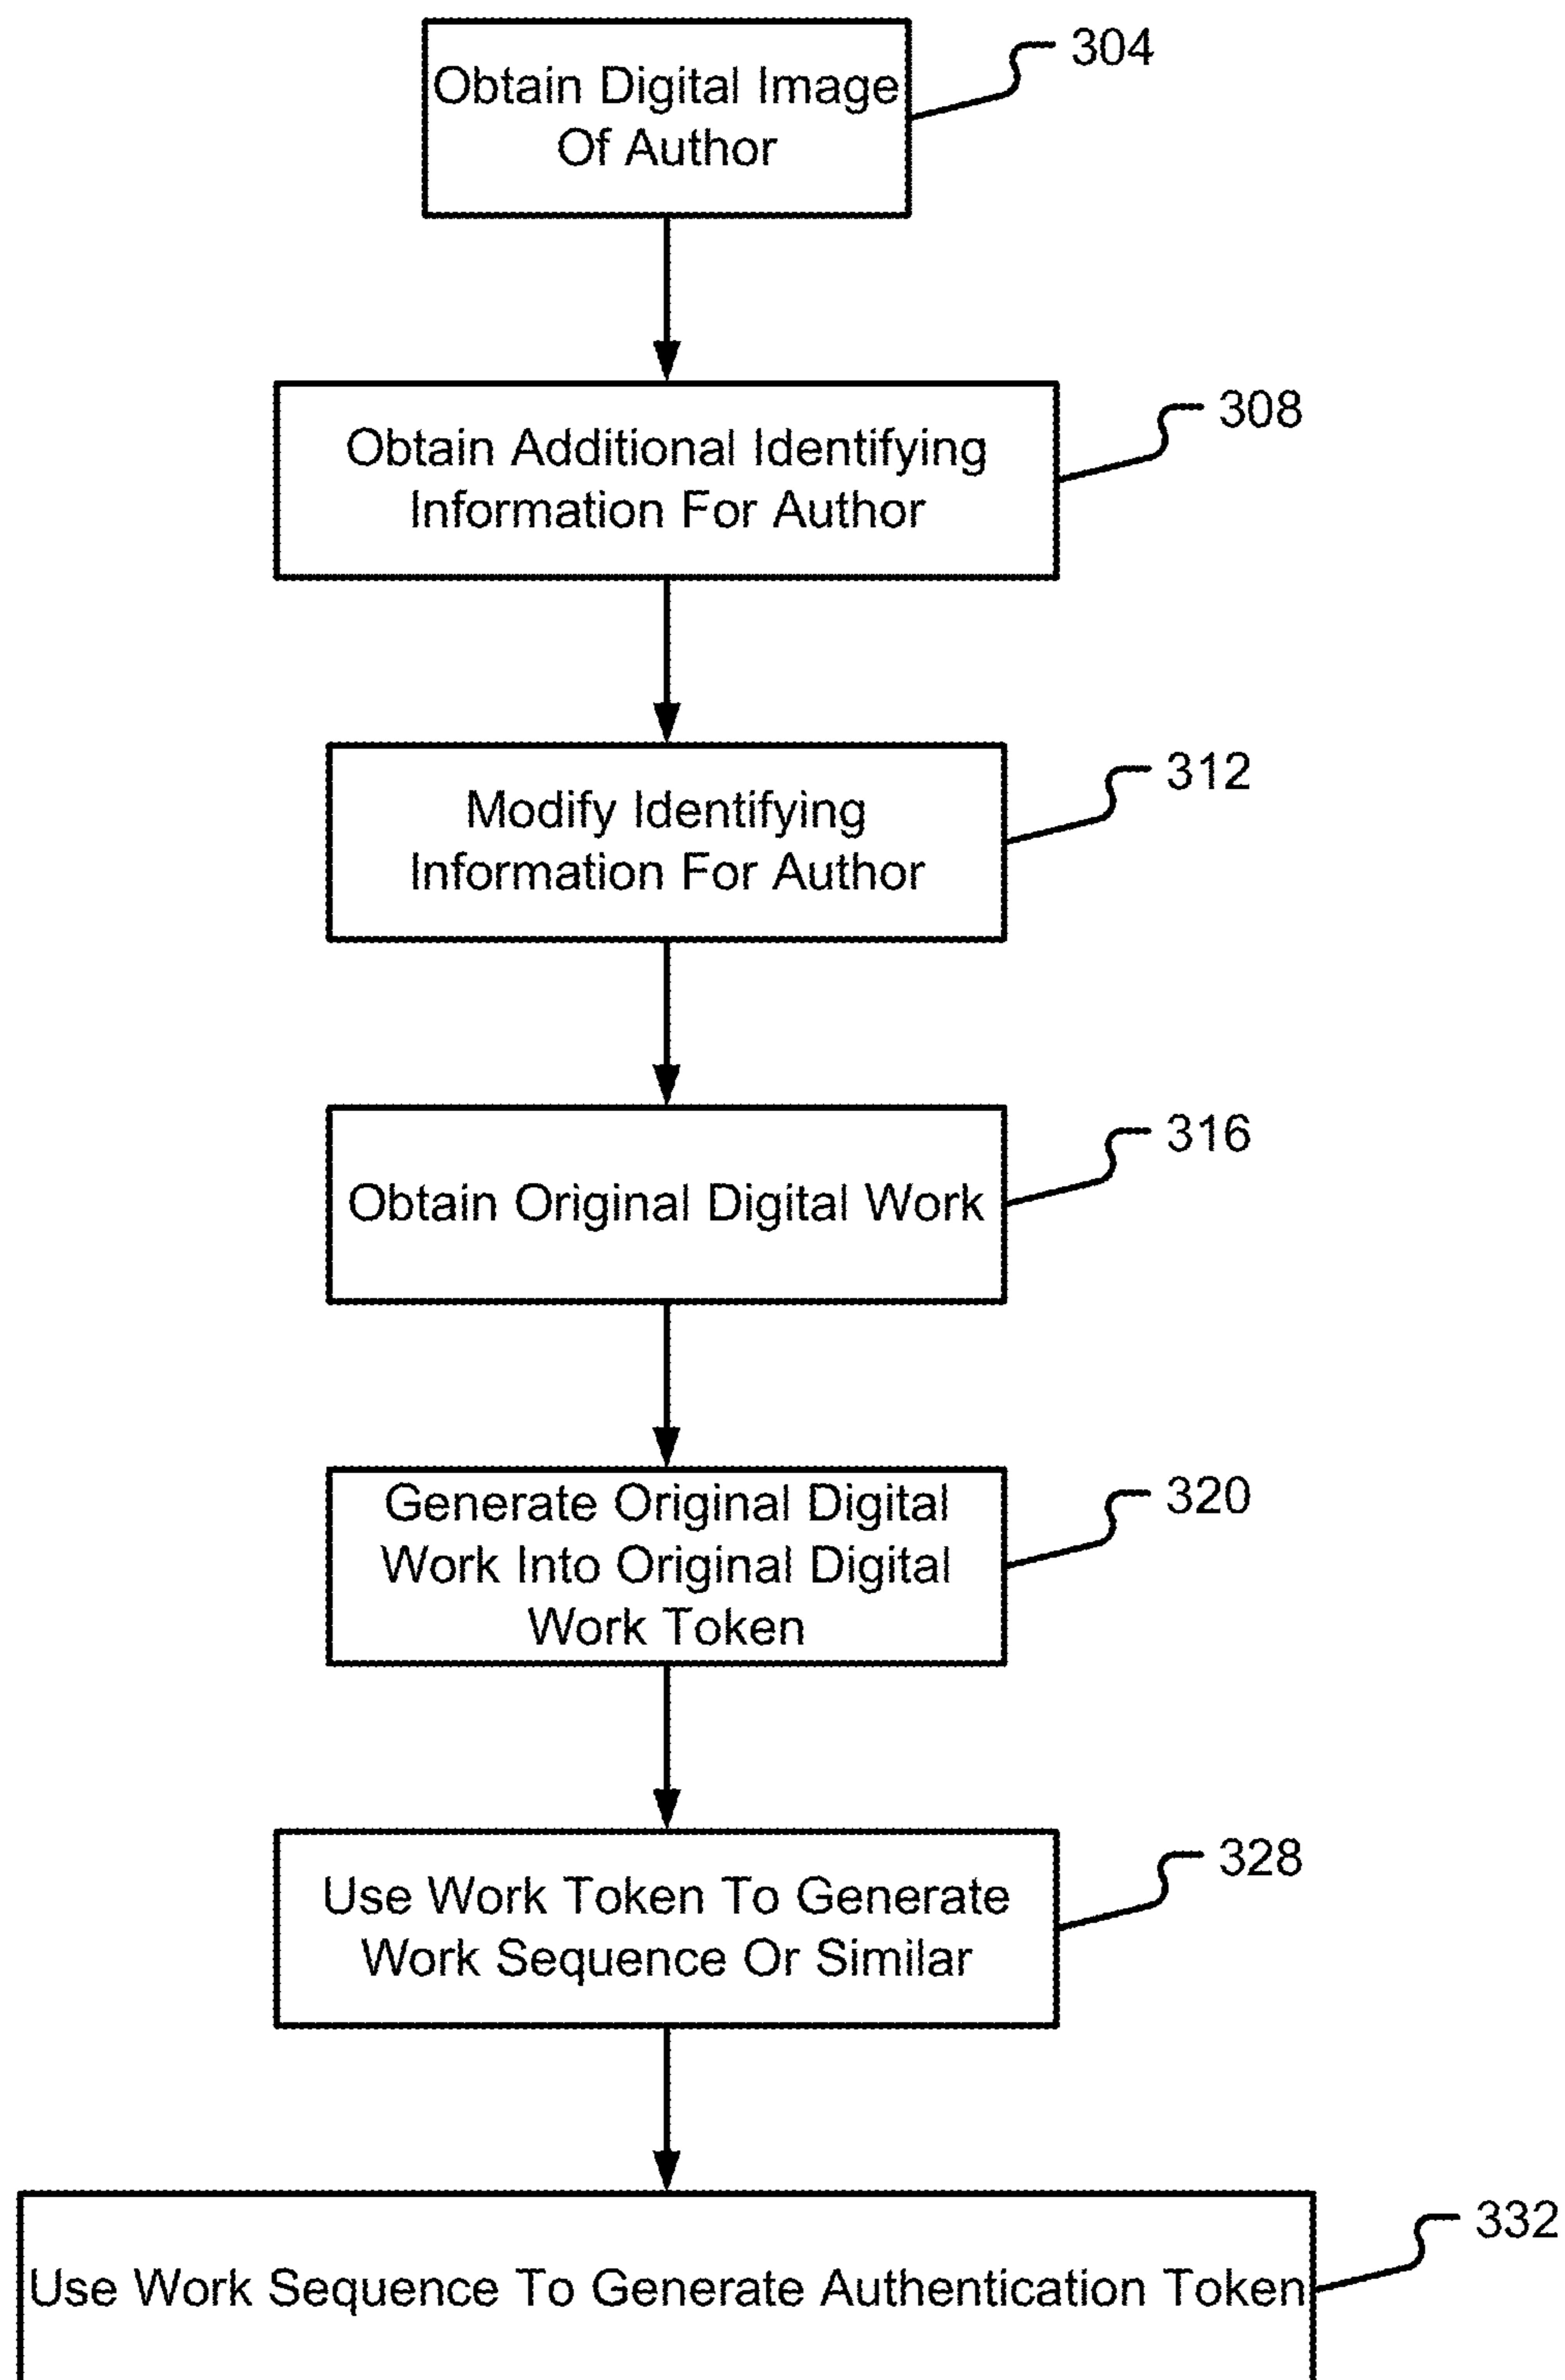 Obtain Digital Image
Of Author
304
Obtain Additional Identifying
Information For Author
308
Modify Identifying
Information For Author
312
Obtain Original Digital Work
316
Generate Original Digital
Work Into Original Digital
Work Token
320
Use Work Token To Generate
Work Sequence Or Similar
328
Use Work Sequence To Generate Authentication Token
332